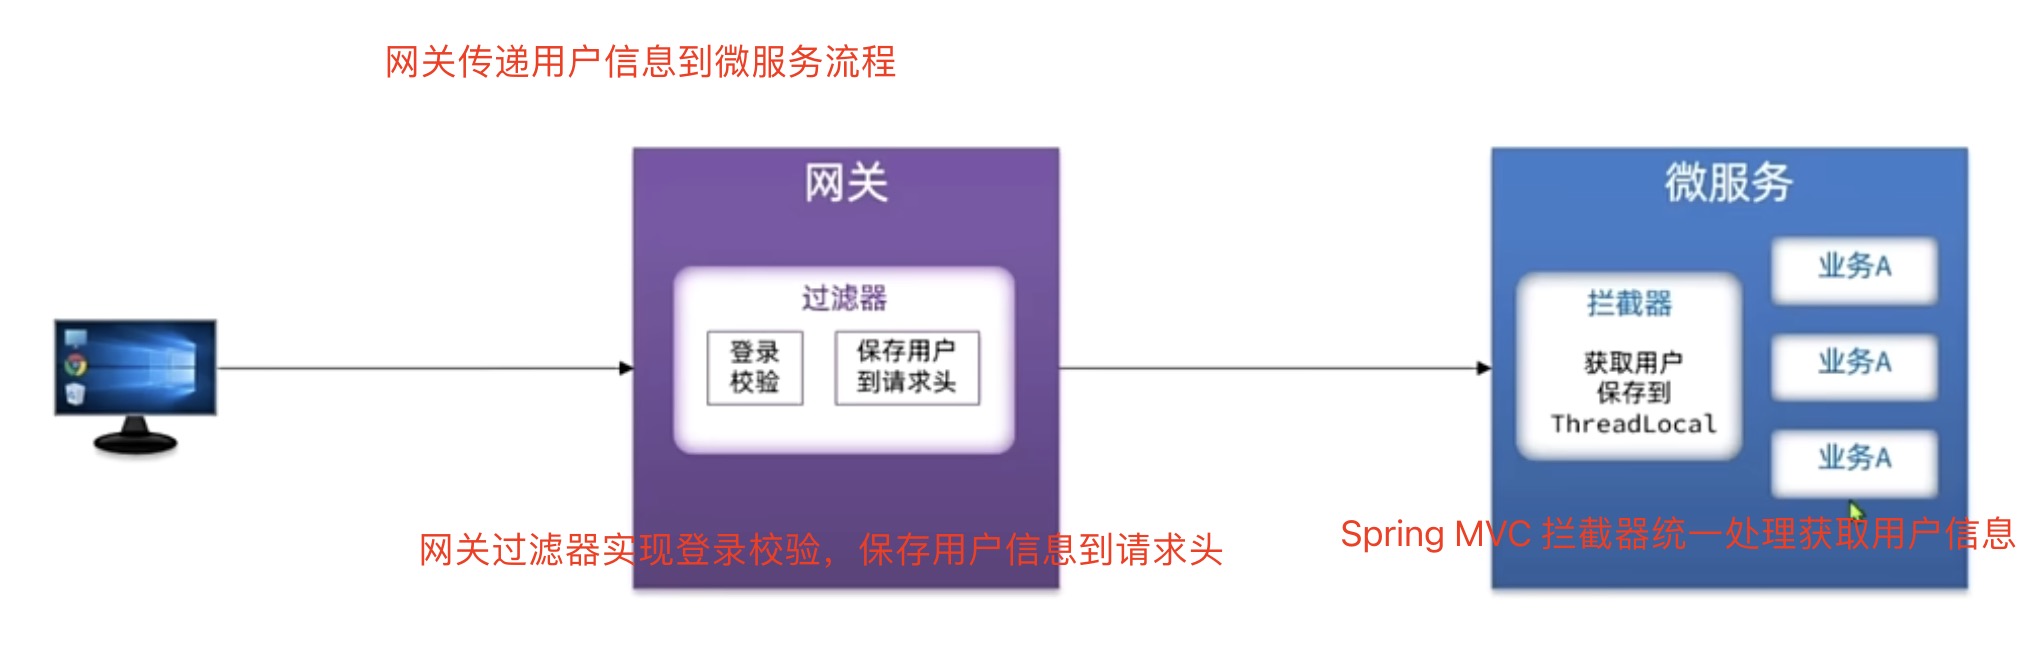 网关传递用户信息到微服务流程
网关
过滤器
登录
校验
保存用户
到请求头
网关过滤器实现登录校验，保存用户信息到请求头
微服务
拦截器
获取用户
保存到
ThreadLocal
业务A
业务A
业务A
Spring MVC 拦截器统一处理获取用户信息